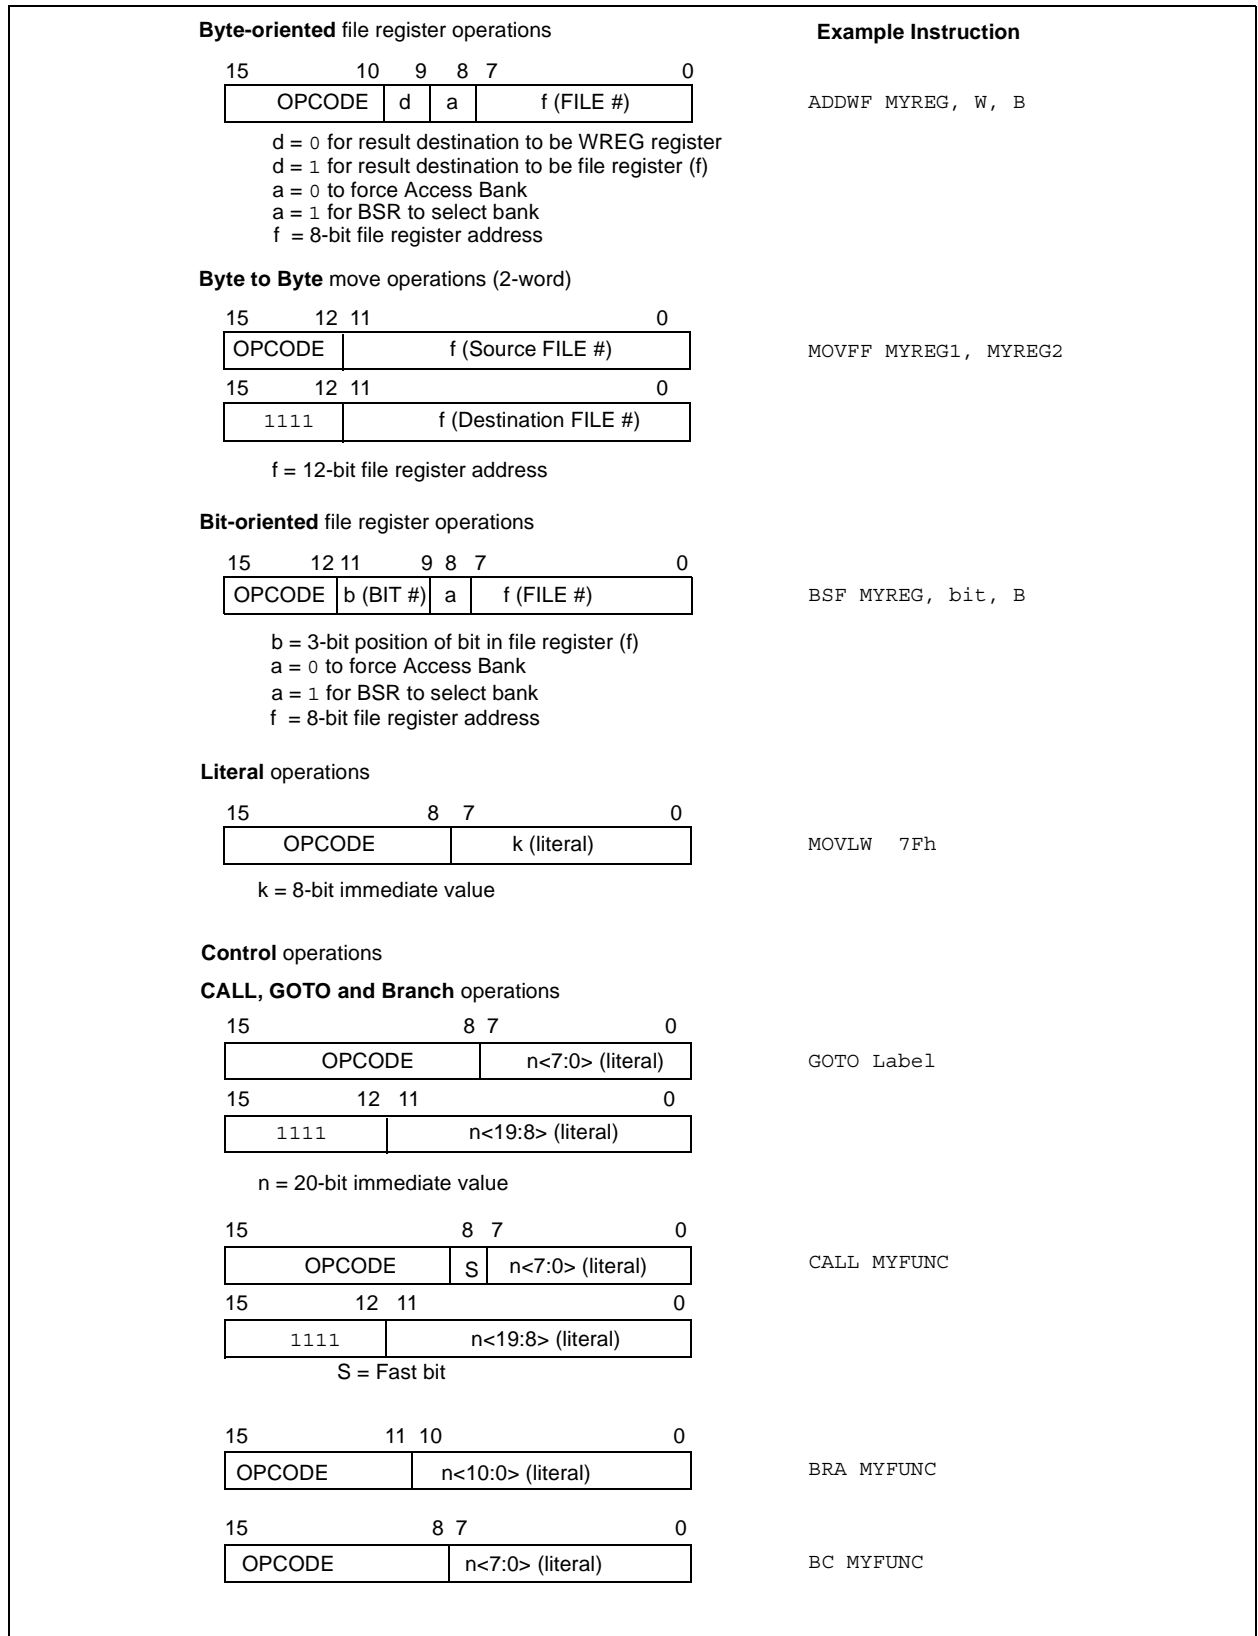 Byte-oriented file register operations
Example Instruction
15 10 9 8 7 0
OPCODE d a f (FILE #)
ADDWF MYREG, W, B
d = 0 for result destination to be WREG register
d = 1 for result destination to be file register (f)
a = 0 to force Access Bank
a = 1 for BSR to select bank
f = 8-bit file register address
Byte to Byte move operations (2-word)
15 12 11 0
OPCODE f (Source FILE #)
MOVFF MYREG1, MYREG2
15 12 11 0
1111 f (Destination FILE #)
f = 12-bit file register address
Bit-oriented file register operations
15 12 11 9 8 7 0
OPCODE b (BIT #) a f (FILE #)
BSF MYREG, bit, B
b = 3-bit position of bit in file register (f)
a = 0 to force Access Bank
a = 1 for BSR to select bank
f = 8-bit file register address
Literal operations
15 8 7 0
OPCODE k (literal)
MOVLW 7Fh
k = 8-bit immediate value
Control operations
CALL, GOTO and Branch operations
15 8 7 0
OPCODE n<7:0> (literal)
GOTO Label
15 12 11 0
1111 n<19:8> (literal)
n = 20-bit immediate value
15 8 7 0
OPCODE S n<7:0> (literal)
CALL MYFUNC
15 12 11 0
1111 n<19:8> (literal)
S = Fast bit
15 11 10 0
OPCODE n<10:0> (literal)
BRA MYFUNC
15 8 7 0
OPCODE n<7:0> (literal)
BC MYFUNC